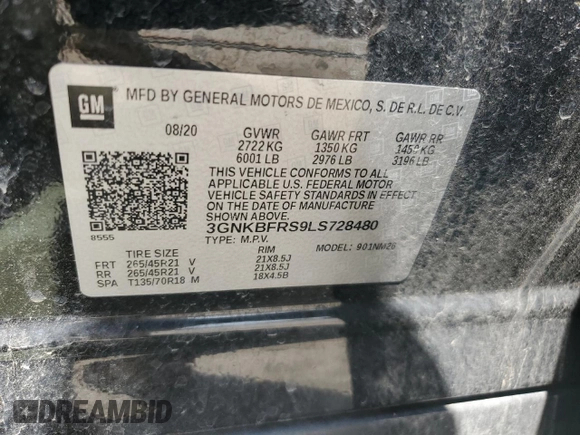 GM
MFD BY GENERAL MOTORS DE MEXICO, S. DE R.L. DE C.V.
08/20 GVWR GAWR FRT GAWR RR
2722 KG 1350 KG 1450 KG
6001 LB 2976 LB 3196 LB
THIS VEHICLE CONFORMS TO ALL
APPLICABLE U.S. FEDERAL MOTOR
VEHICLE SAFETY STANDARDS IN EFFECT
ON THE DATE OF MANUFACTURE
SHOWN ABOVE.
3GNKBFRS9LS728480
8555 TYPE: M.P.V. MODEL: 901NM26
TIRE SIZE RIM
FRT 265/45R21 V 21X8.5J
RR 265/45R21 V 21X8.5J
SPA T135/70R18 M 18X4.5B
DREAMBID